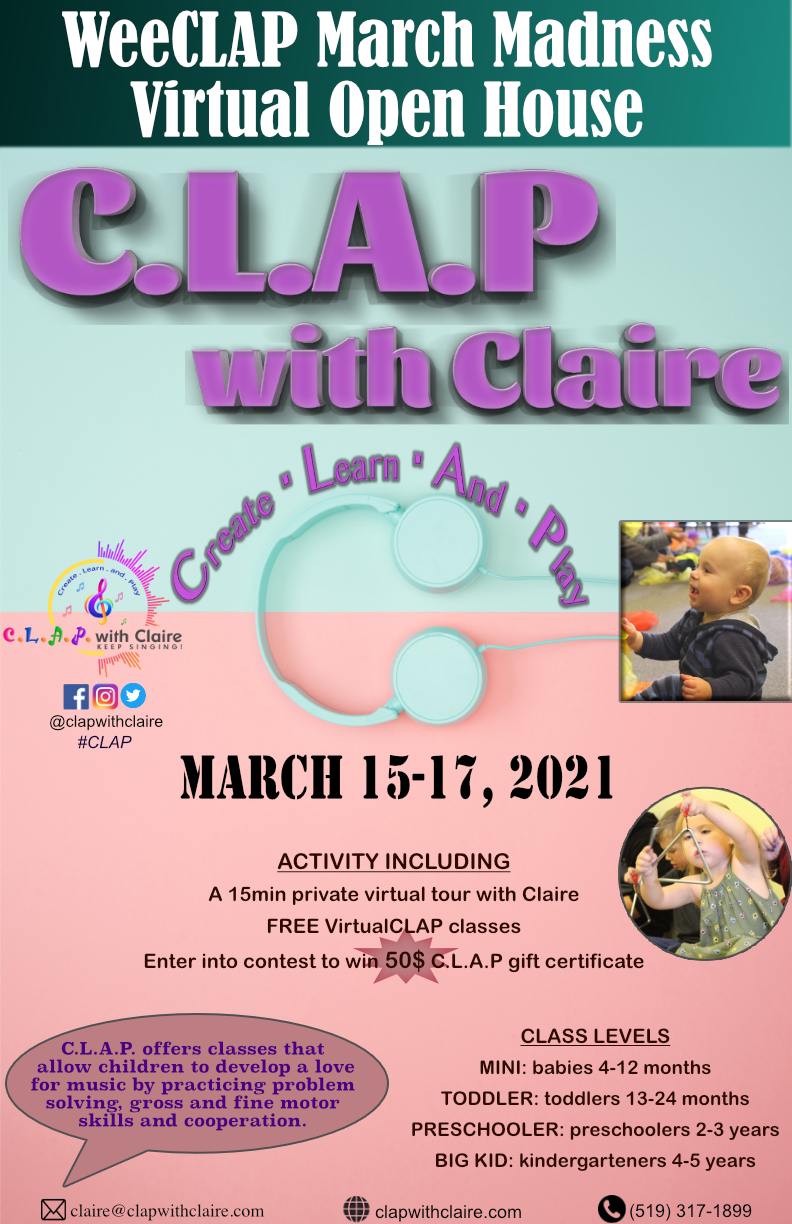 WeeCLAP March Madness
Virtual Open House
C.L.A.P
with Claire
Create · Learn · And · Play
Create . Learn . and . Play
C.L.A.P. with Claire
KEEP SINGING!
@clapwithclaire
#CLAP
MARCH 15-17, 2021
ACTIVITY INCLUDING
A 15min private virtual tour with Claire
FREE VirtualCLAP classes
Enter into contest to win 50$ C.L.A.P gift certificate
C.L.A.P. offers classes that
allow children to develop a love
for music by practicing problem
solving, gross and fine motor
skills and cooperation.
CLASS LEVELS
MINI: babies 4-12 months
TODDLER: toddlers 13-24 months
PRESCHOOLER: preschoolers 2-3 years
BIG KID: kindergarteners 4-5 years
claire@clapwithclaire.com
clapwithclaire.com
(519) 317-1899